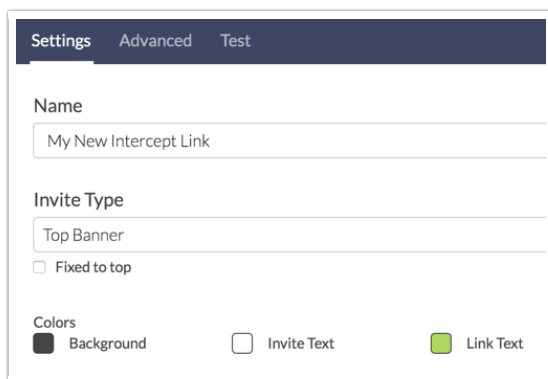 Settings Advanced Test
Name
My New Intercept Link
Invite Type
Top Banner
Fixed to top
Colors
Background Invite Text Link Text